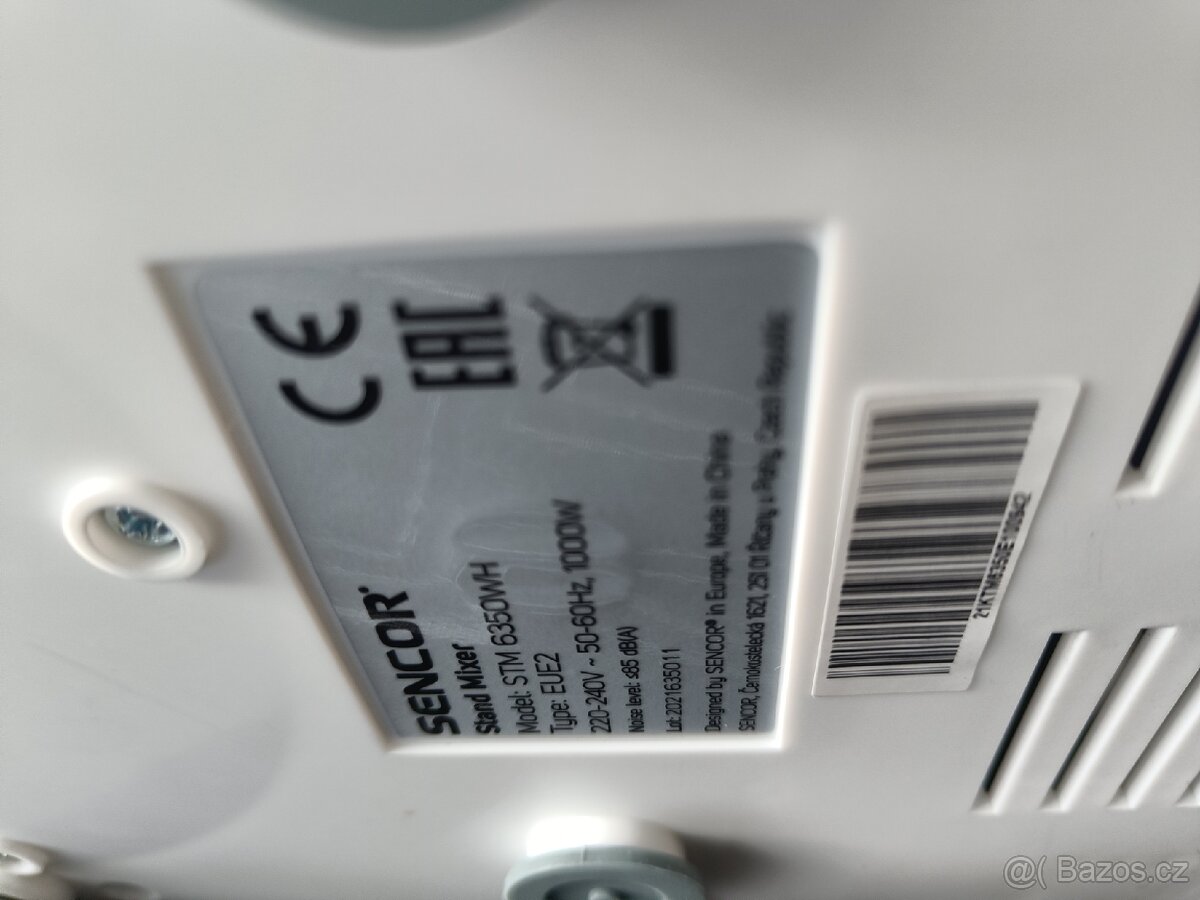 SENCOR
Stand Mixer
Model: STM 6350WH
Type: EUE2
220-240V ~ 50-60Hz, 1000W
Noise level: ≤85 dB(A)
Lot: 2021635011
Designed by SENCOR® in Europe, Made in China
SENCOR, Černokostelecká 1621, 251 01 Říčany u Prahy, Czech Republic
CE
EAC
@( Bazos.cz